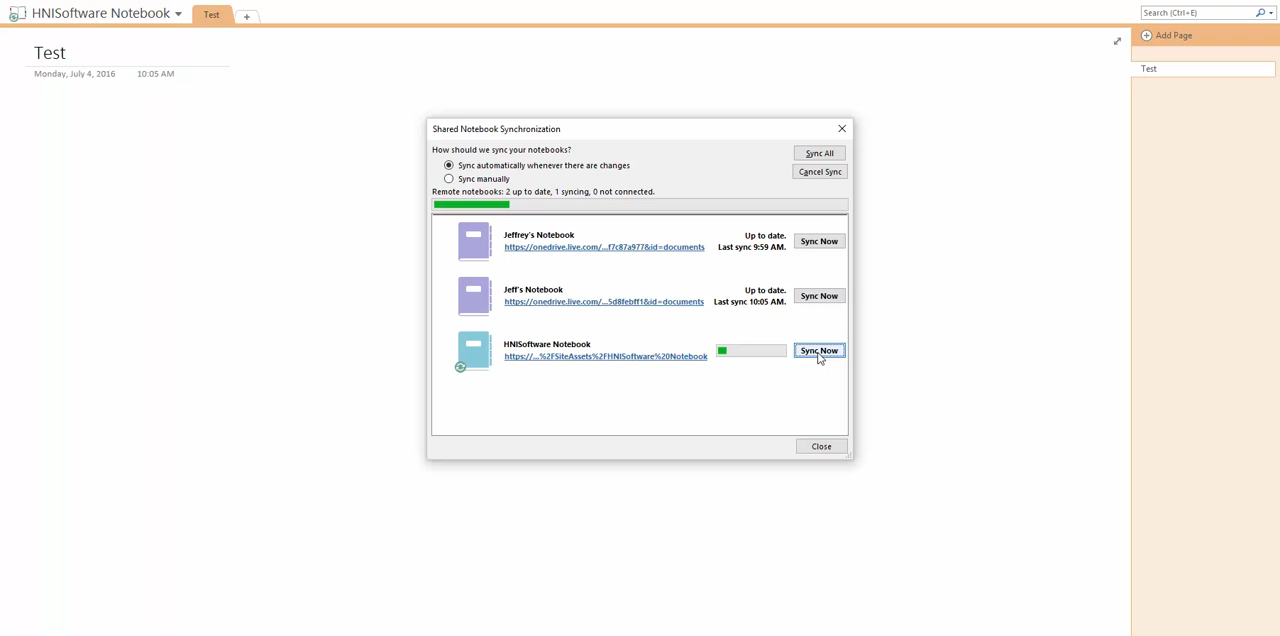 HNISoftware Notebook
Test
Search (Ctrl+E)
Add Page
Test
Test
Monday, July 4, 2016 10:05 AM
Shared Notebook Synchronization
How should we sync your notebooks?
Sync All
Sync automatically whenever there are changes
Cancel Sync
Sync manually
Remote notebooks: 2 up to date, 1 syncing, 0 not connected.
Jeffrey's Notebook
https://onedrive.live.com/...f7c87a977&id=documents
Up to date.
Last sync 9:59 AM.
Sync Now
Jeff's Notebook
https://onedrive.live.com/...5d8febff1&id=documents
Up to date.
Last sync 10:05 AM.
Sync Now
HNISoftware Notebook
https://...%2FSiteAssets%2FHNISoftware%20Notebook
Sync Now
Close